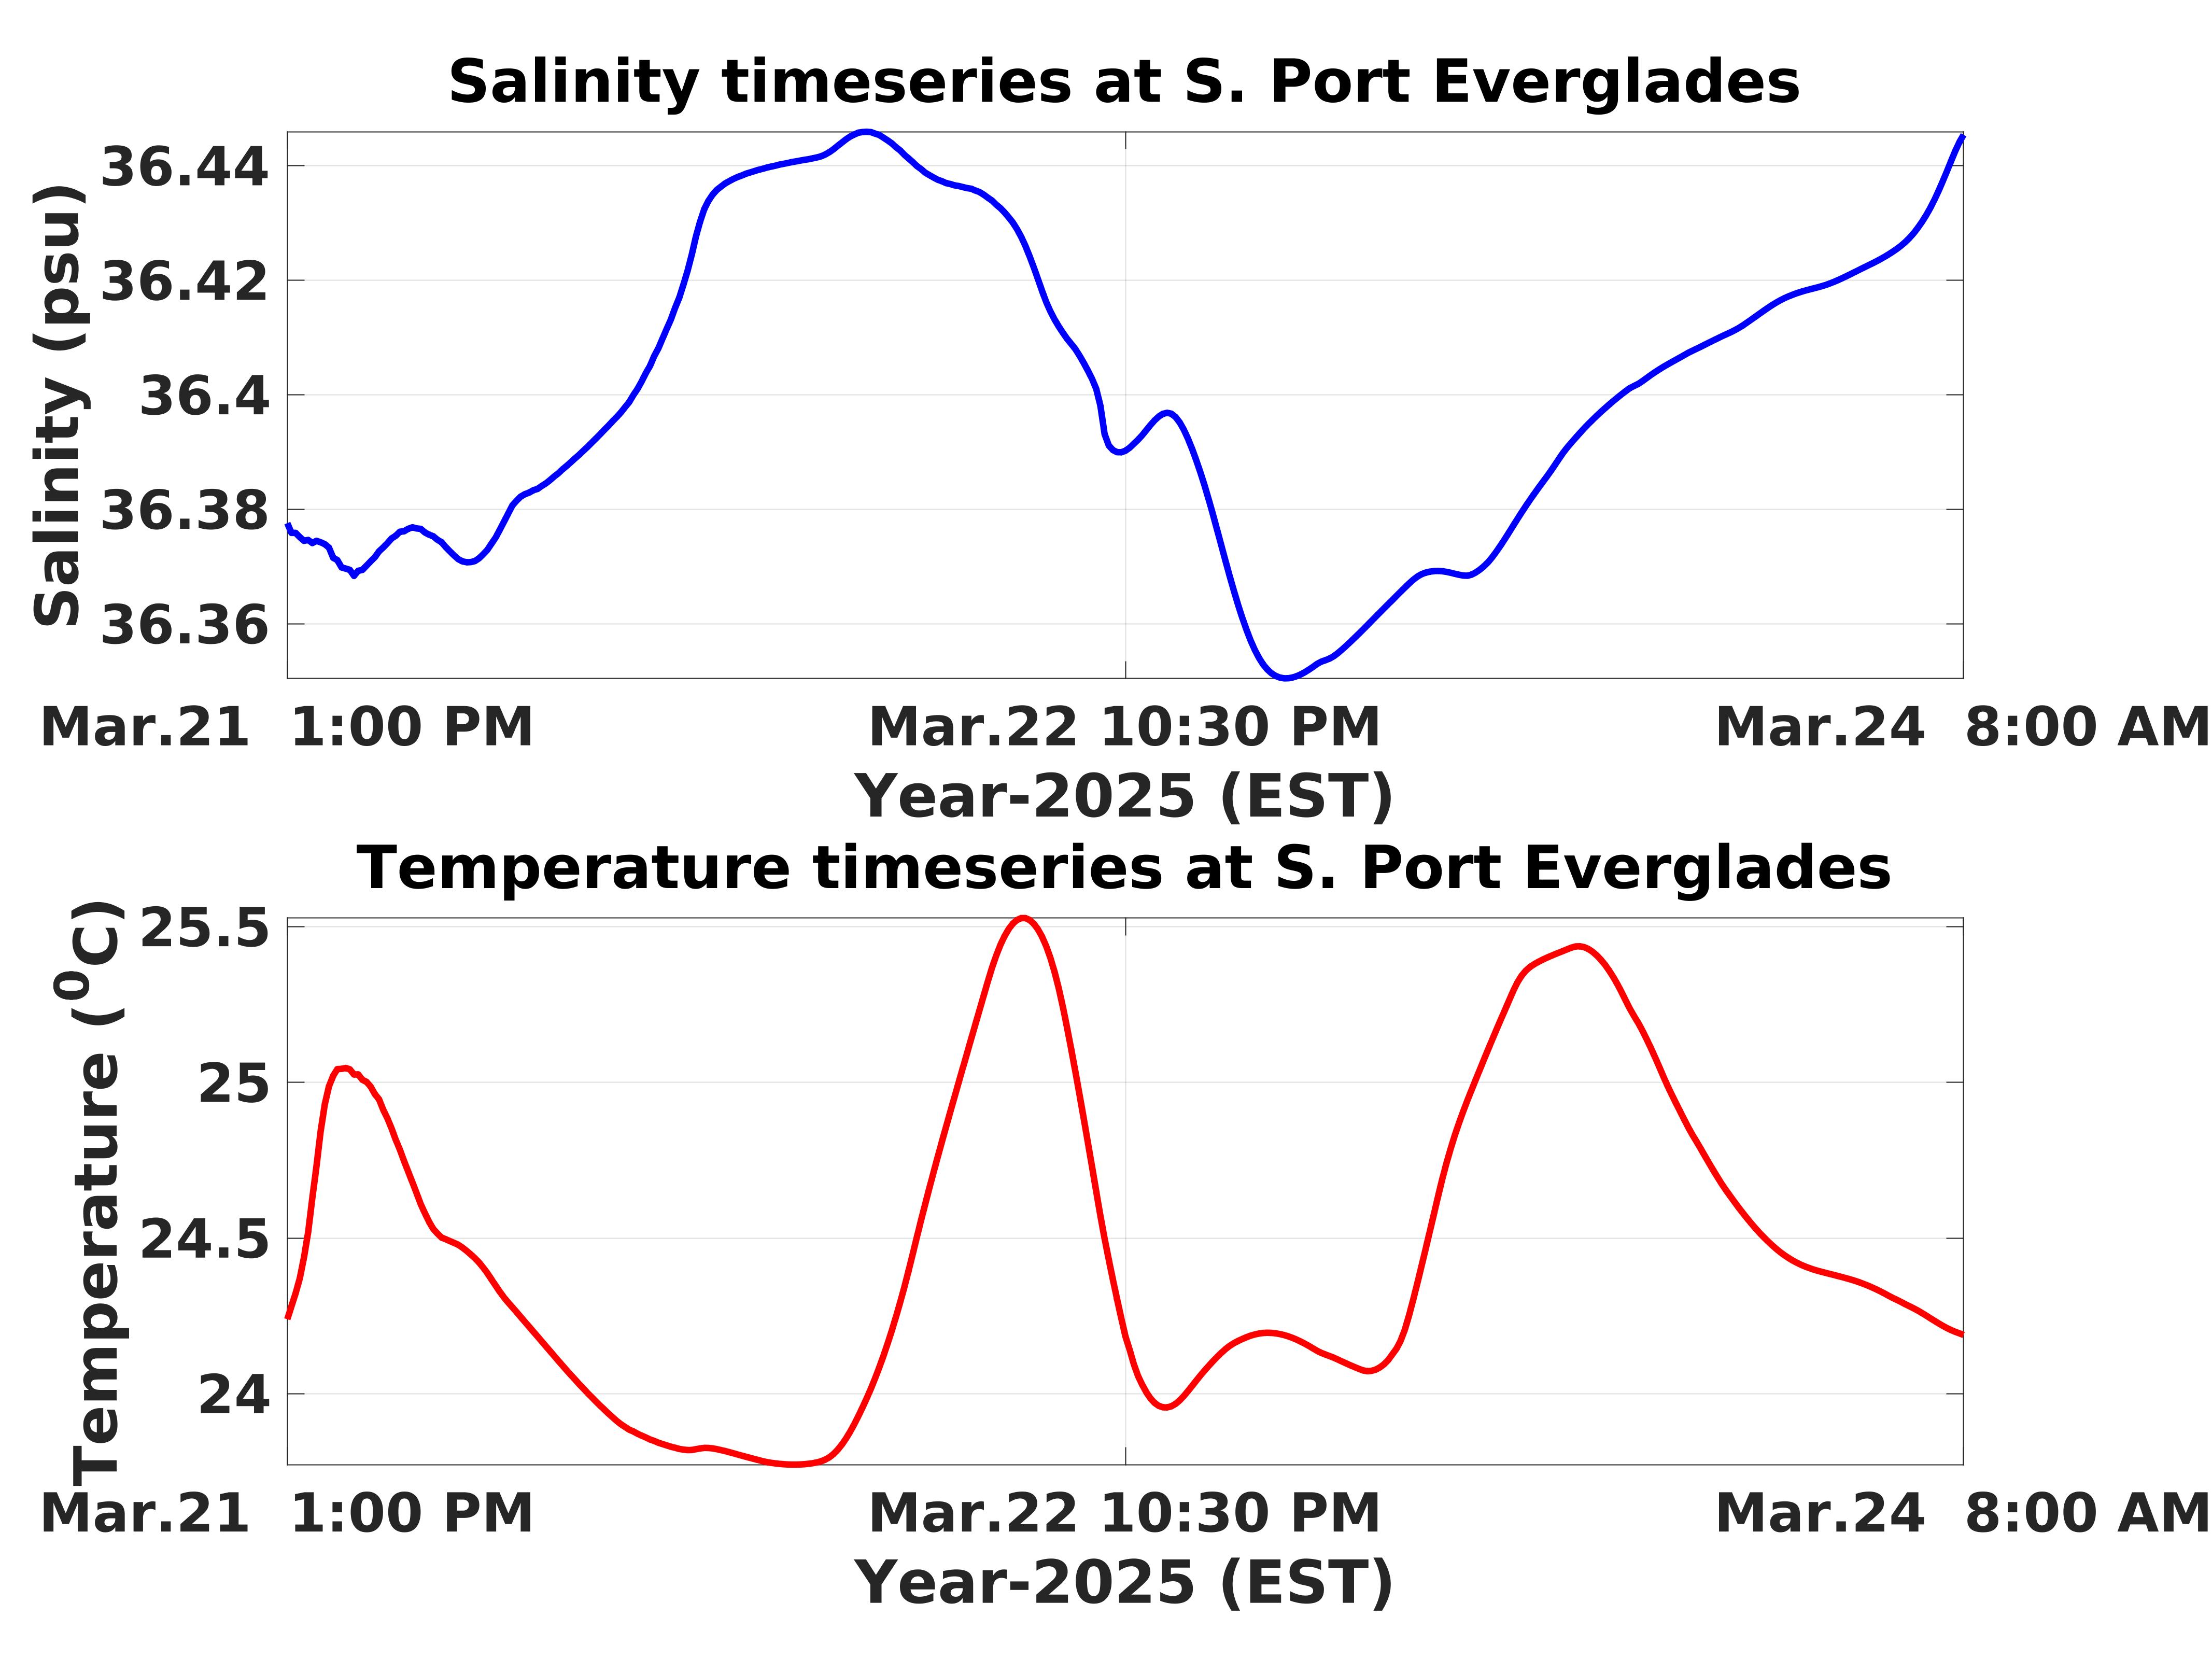 Salinity timeseries at S. Port Everglades
Salinity (psu)
36.44
36.42
36.4
36.38
36.36
Mar.21  1:00 PM
Mar.22 10:30 PM
Mar.24  8:00 AM
Year-2025 (EST)
Temperature timeseries at S. Port Everglades
Temperature (⁰C)
25.5
25
24.5
24
Mar.21  1:00 PM
Mar.22 10:30 PM
Mar.24  8:00 AM
Year-2025 (EST)